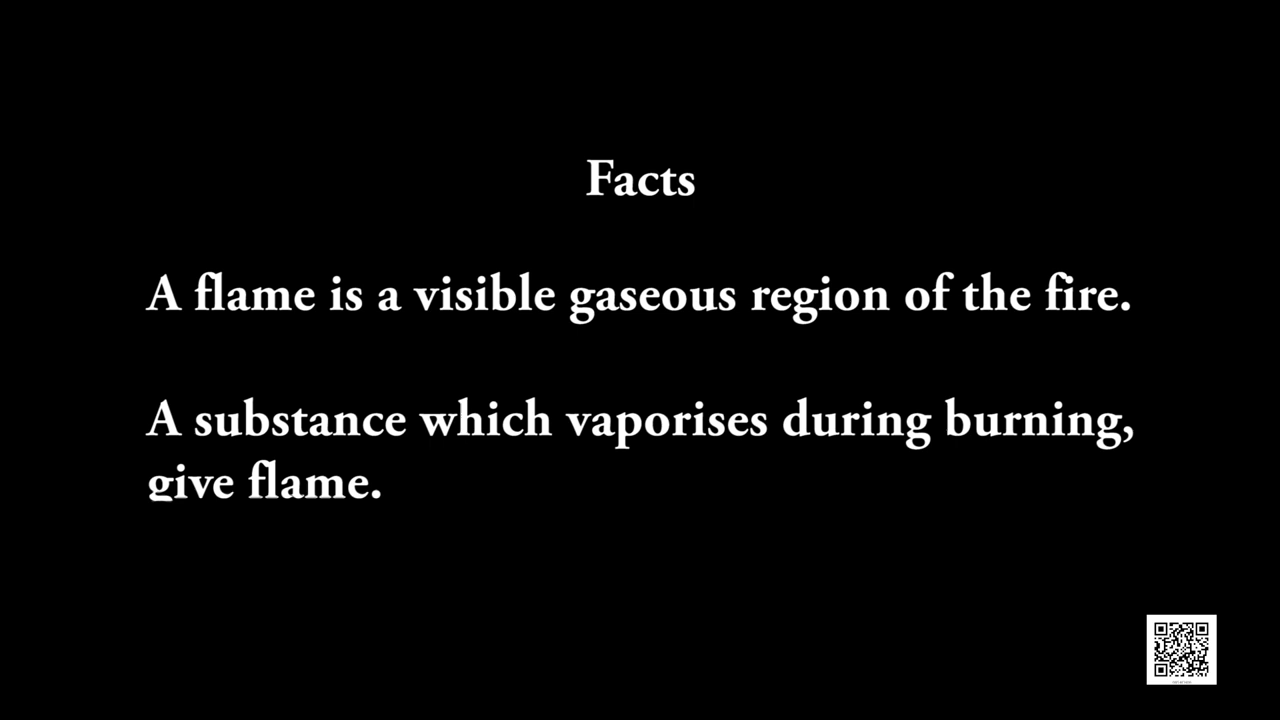 Facts
A flame is a visible gaseous region of the fire.
A substance which vaporises during burning,
give flame.